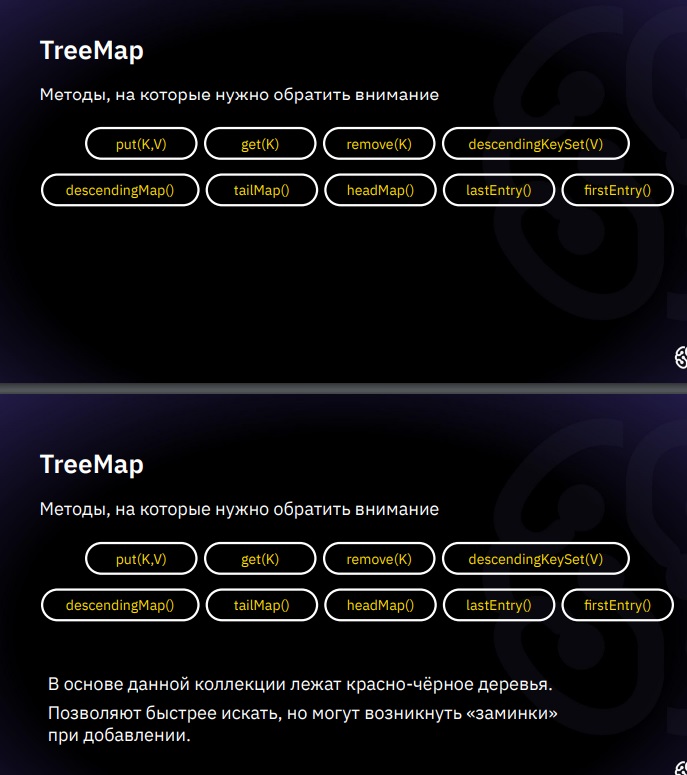 TreeMap
Методы, на которые нужно обратить внимание
put(K,V) get(K) remove(K) descendingKeySet(V)
descendingMap() tailMap() headMap() lastEntry() firstEntry()
TreeMap
Методы, на которые нужно обратить внимание
put(K,V) get(K) remove(K) descendingKeySet(V)
descendingMap() tailMap() headMap() lastEntry() firstEntry()
В основе данной коллекции лежат красно-чёрное деревья.
Позволяют быстрее искать, но могут возникнуть «заминки»
при добавлении.